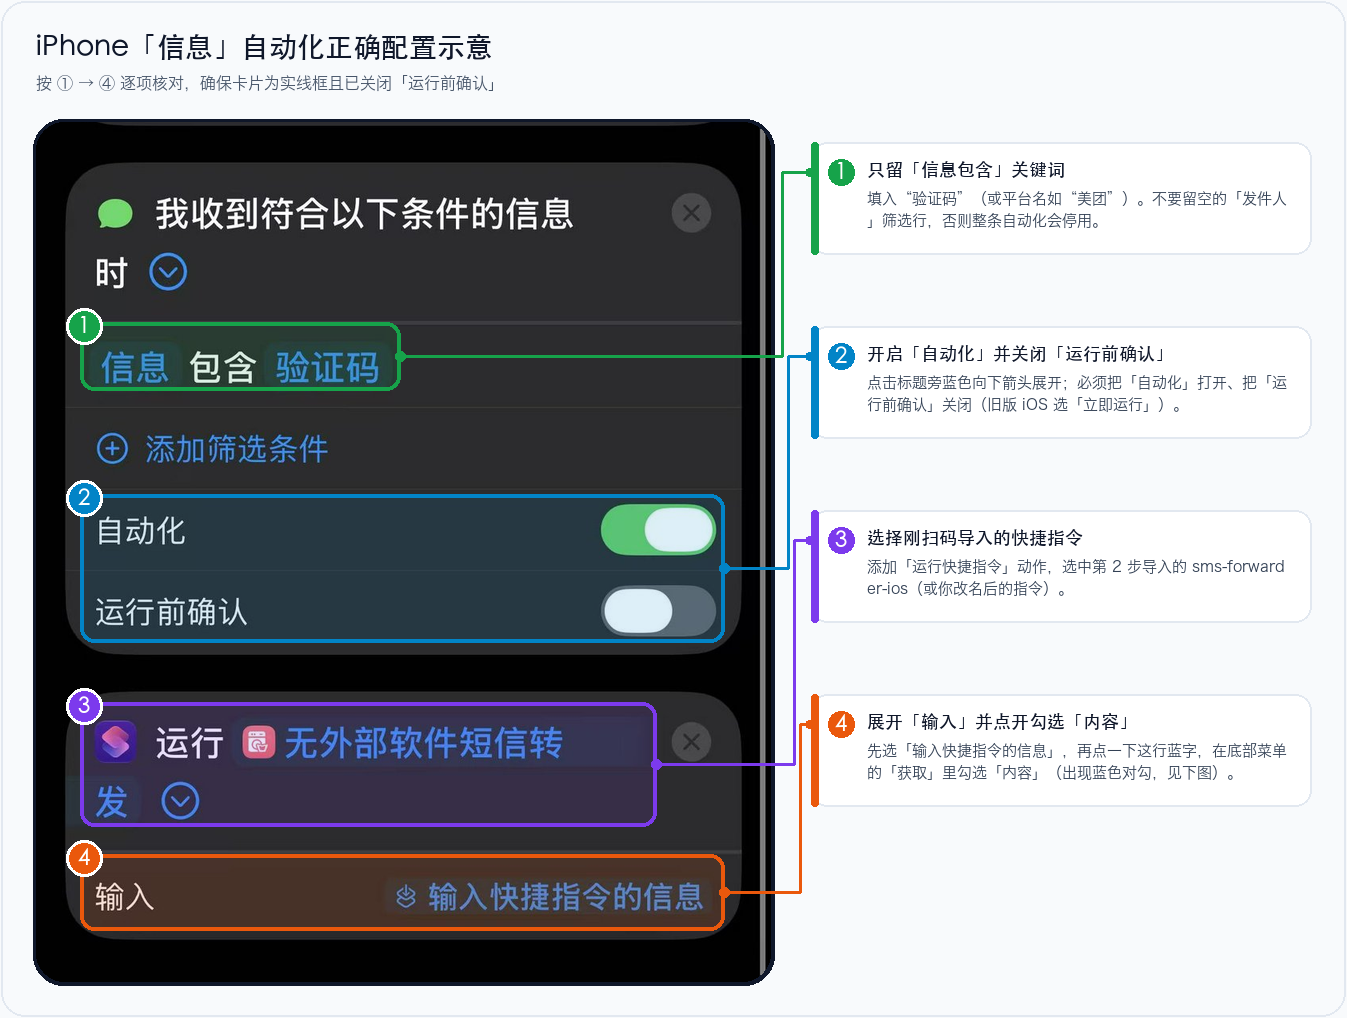 iPhone「信息」自动化正确配置示意
按 ① → ④ 逐项核对，确保卡片为实线框且已关闭「运行前确认」
我收到符合以下条件的信息
时
1
信息 包含 验证码
添加筛选条件
2
自动化
运行前确认
3
运行 无外部软件短信转
发
4
输入 输入快捷指令的信息
1 只留「信息包含」关键词
填入“验证码”（或平台名如“美团”）。不要留空的「发件人
」筛选行，否则整条自动化会停用。
2 开启「自动化」并关闭「运行前确认」
点击标题旁蓝色向下箭头展开；必须把「自动化」打开、把「运
行前确认」关闭（旧版 iOS 选「立即运行」）。
3 选择刚扫码导入的快捷指令
添加「运行快捷指令」动作，选中第 2 步导入的 sms-forward
er-ios（或你改名后的指令）。
4 展开「输入」并点开勾选「内容」
先选「输入快捷指令的信息」，再点一下这行蓝字，在底部菜单
的「获取」里勾选「内容」（出现蓝色对勾，见下图）。